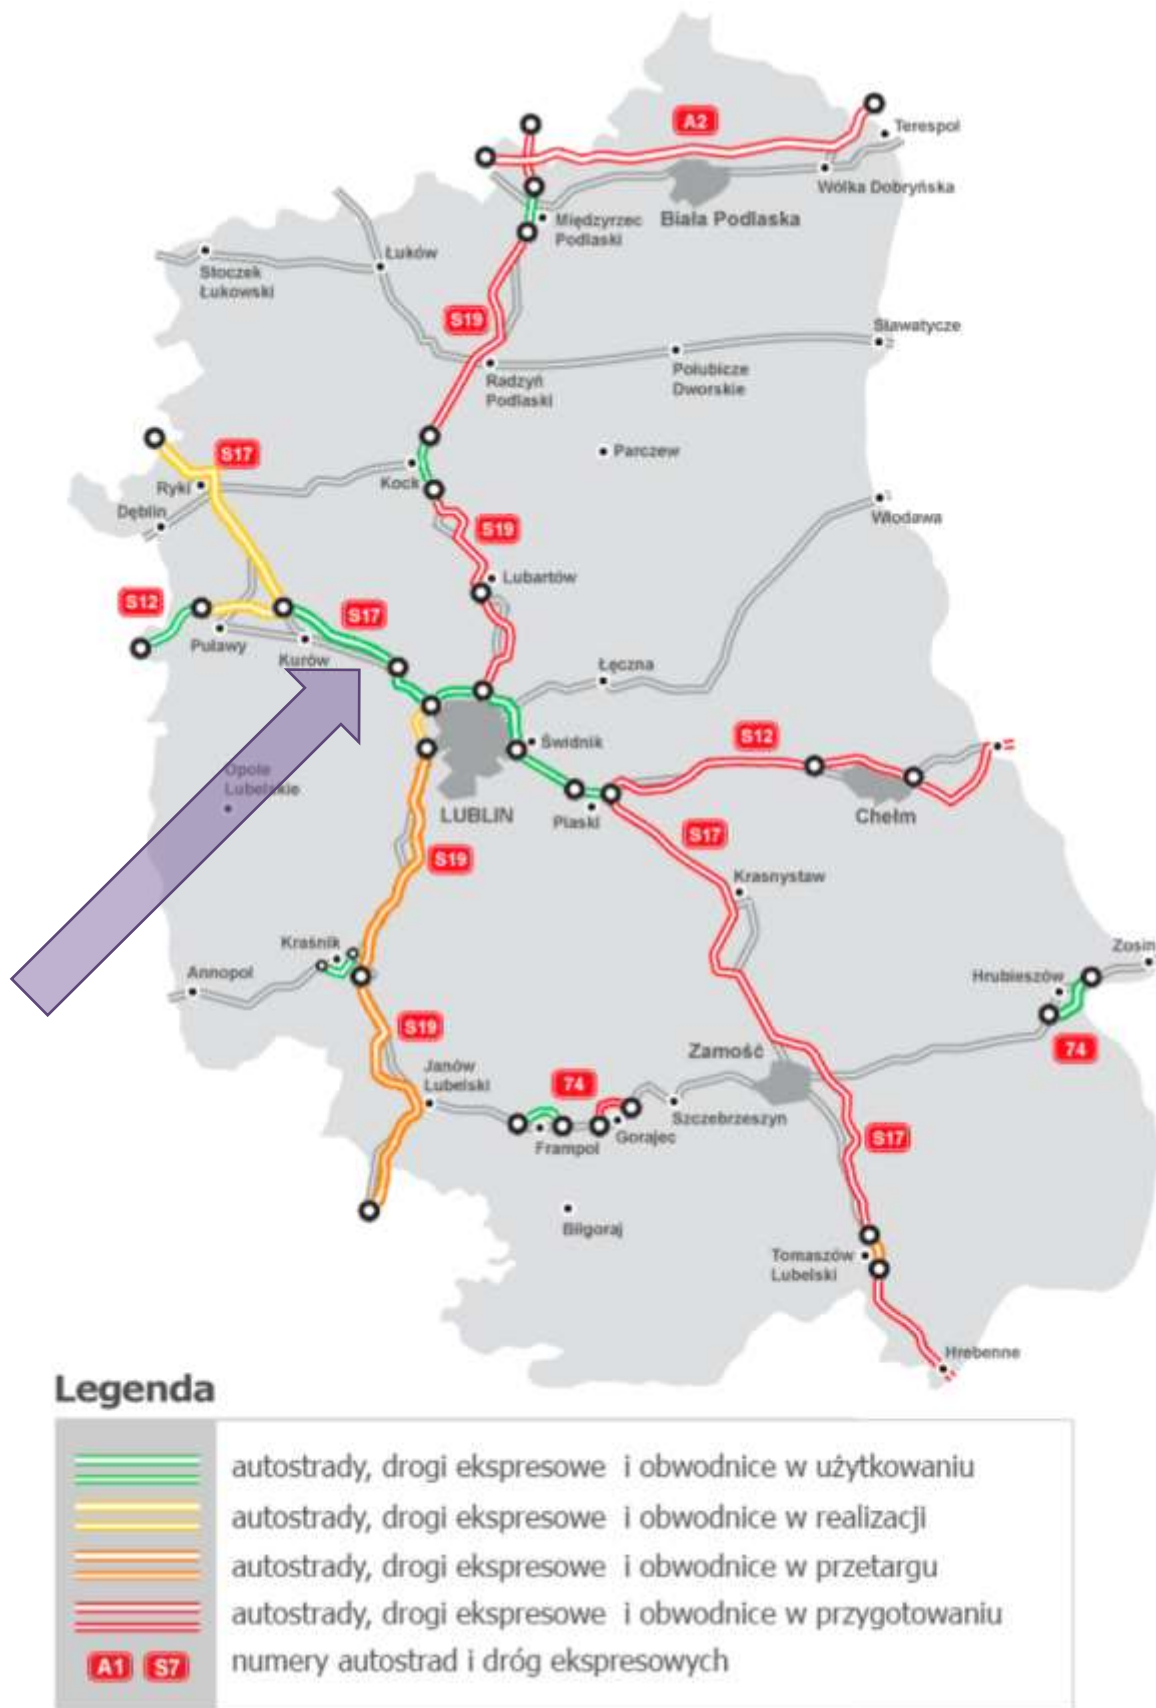 A2
Terespol
Wólka Dobryńska
Biała Podlaska
Międzyrzec
Podlaski
Łuków
Stoczek
Łukowski
S19
Sławatycze
Radzyń
Podlaski
Połubicze
Dworskie
S17
Parczew
Ryki
Kock
Dęblin
Włodawa
S19
Lubartów
S12
S17
Puławy
Kurów
Łęczna
Świdnik
S12
Opole
Lubelskie
LUBLIN
Piaski
Chełm
S17
S19
Krasnystaw
Kraśnik
Annopol
Zosin
Hrubieszów
S19
74
Zamość
Janów
Lubelski
74
Szczebrzeszyn
Gorajec
Frampol
S17
Biłgoraj
Tomaszów
Lubelski
Hrebenne
Legenda
autostrady, drogi ekspresowe i obwodnice w użytkowaniu
autostrady, drogi ekspresowe i obwodnice w realizacji
autostrady, drogi ekspresowe i obwodnice w przetargu
autostrady, drogi ekspresowe i obwodnice w przygotowaniu
A1 S7 numery autostrad i dróg ekspresowych